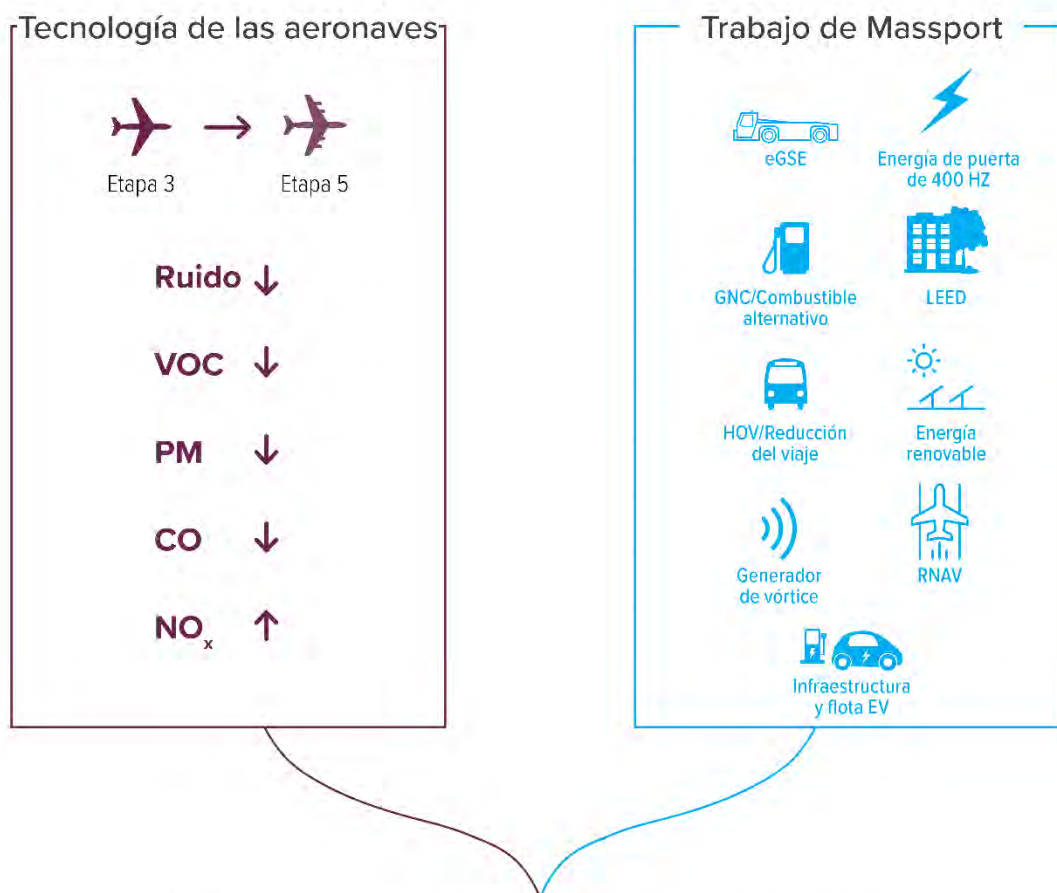 Tecnología de las aeronaves
Etapa 3
Etapa 5
Ruido ↓
VOC ↓
PM ↓
CO ↓
NOx ↑
Trabajo de Massport
eGSE
Energía de puerta
de 400 HZ
GNC/Combustible
alternativo
LEED
HOV/Reducción
del viaje
Energía
renovable
Generador
de vórtice
RNAV
Infraestructura
y flota EV